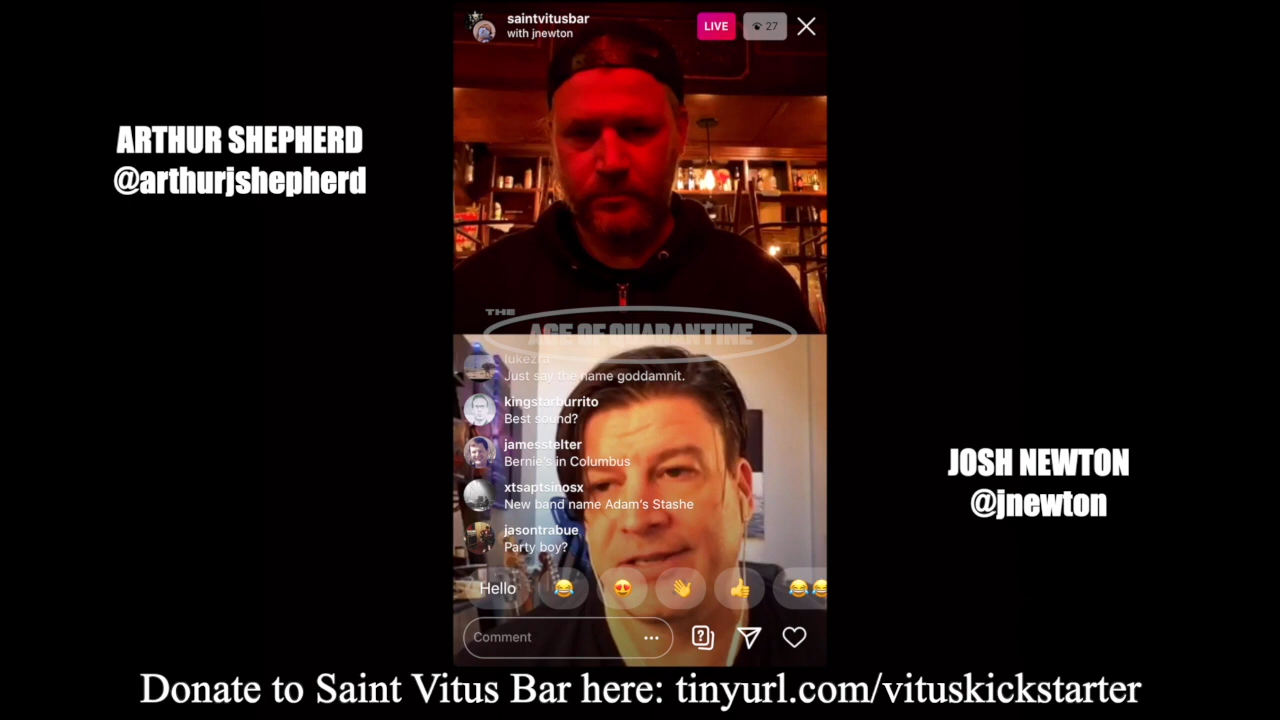 saintvitusbar
with jnewton
LIVE
27
ARTHUR SHEPHERD
@arthurjshepherd
THE
AGE OF QUARANTINE
lukezra
Just say the name goddamnit.
kingstarburrito
Best sound?
jamesstelter
Bernie's in Columbus
xtsaptsinosx
New band name Adam's Stashe
jasontrabue
Party boy?
JOSH NEWTON
@jnewton
Hello
Comment
Donate to Saint Vitus Bar here: tinyurl.com/vituskickstarter